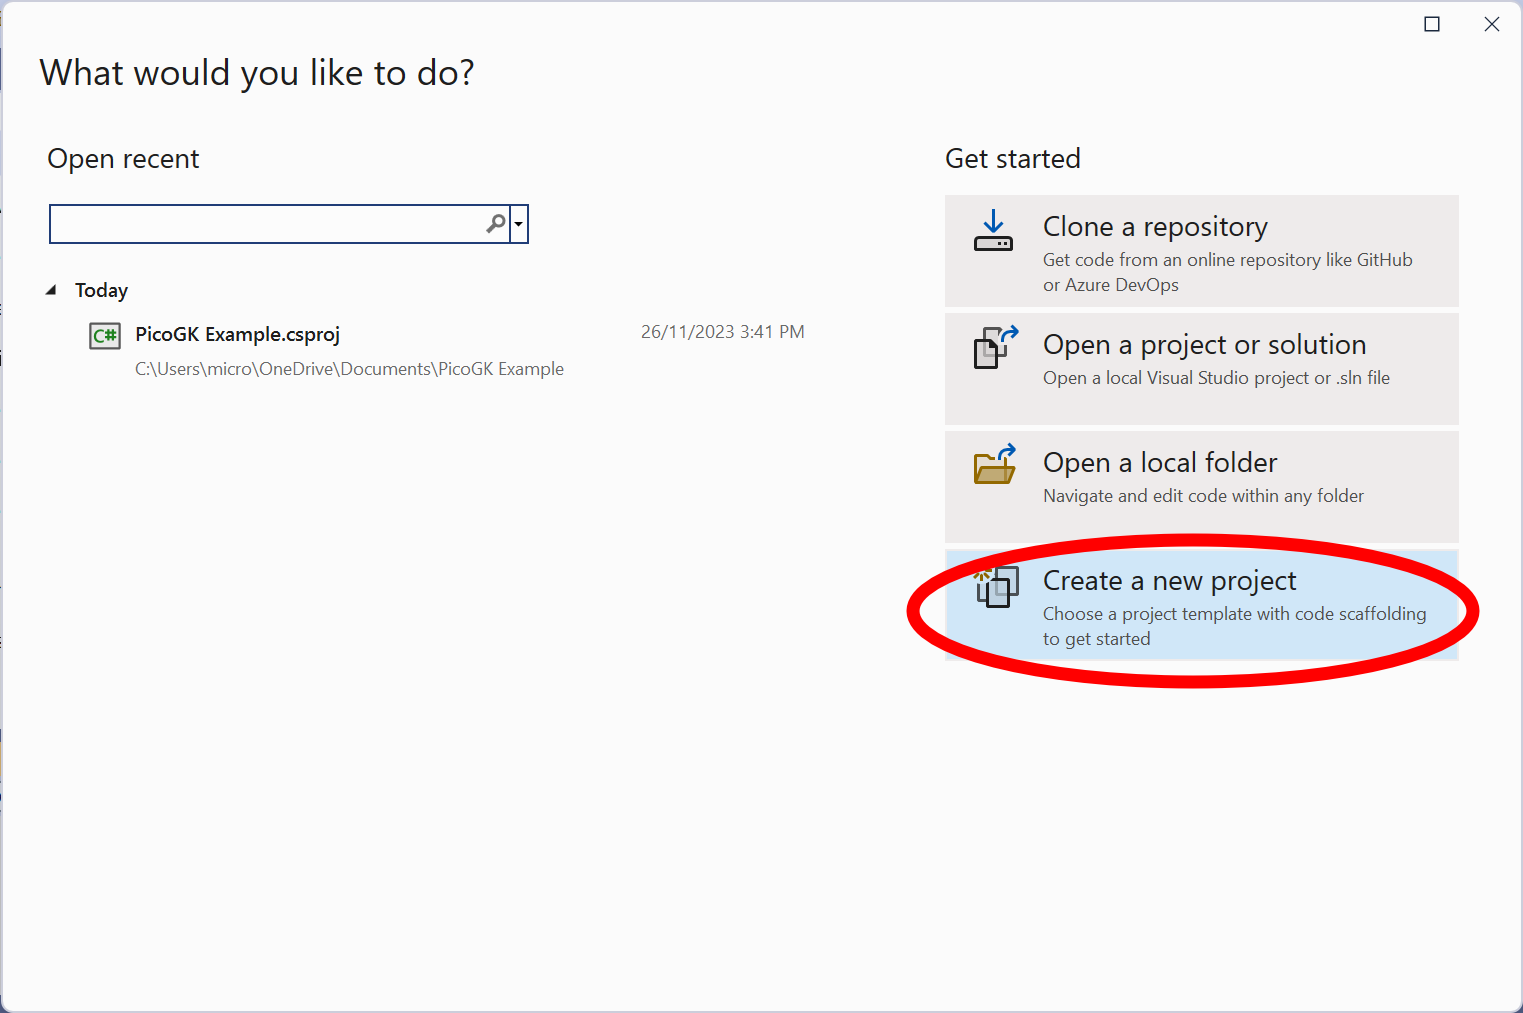 What would you like to do?
Open recent
Today
C# PicoGK Example.csproj 26/11/2023 3:41 PM
C:\Users\micro\OneDrive\Documents\PicoGK Example
Get started
Clone a repository
Get code from an online repository like GitHub
or Azure DevOps
Open a project or solution
Open a local Visual Studio project or .sln file
Open a local folder
Navigate and edit code within any folder
Create a new project
Choose a project template with code scaffolding
to get started